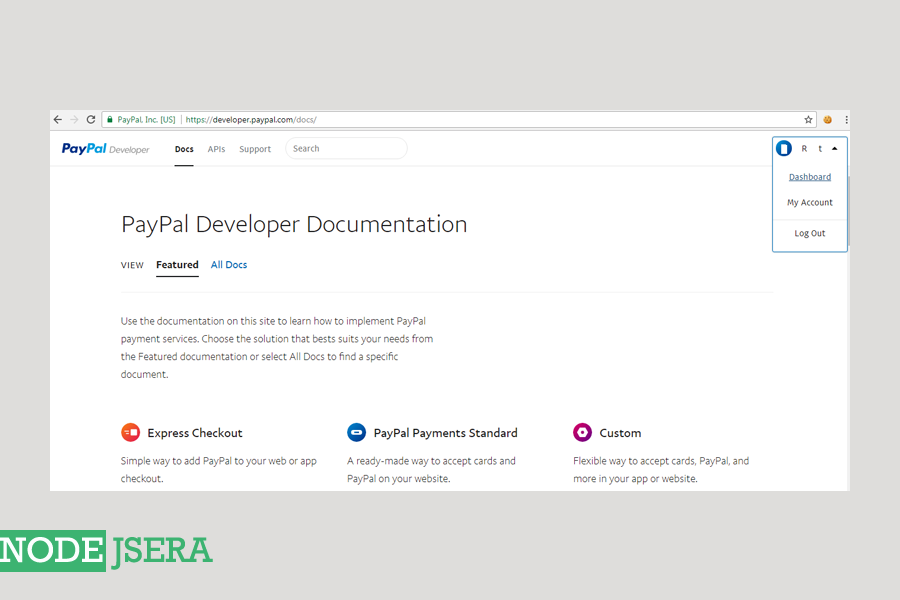 PayPal, Inc. [US] https://developer.paypal.com/docs/
PayPal Developer Docs APIs Support Search R t
Dashboard
My Account
Log Out
PayPal Developer Documentation
VIEW Featured All Docs
Use the documentation on this site to learn how to implement PayPal
payment services. Choose the solution that bests suits your needs from
the Featured documentation or select All Docs to find a specific
document.
Express Checkout
Simple way to add PayPal to your web or app
checkout.
PayPal Payments Standard
A ready-made way to accept cards and
PayPal on your website.
Custom
Flexible way to accept cards, PayPal, and
more in your app or website.
NODE JSERA